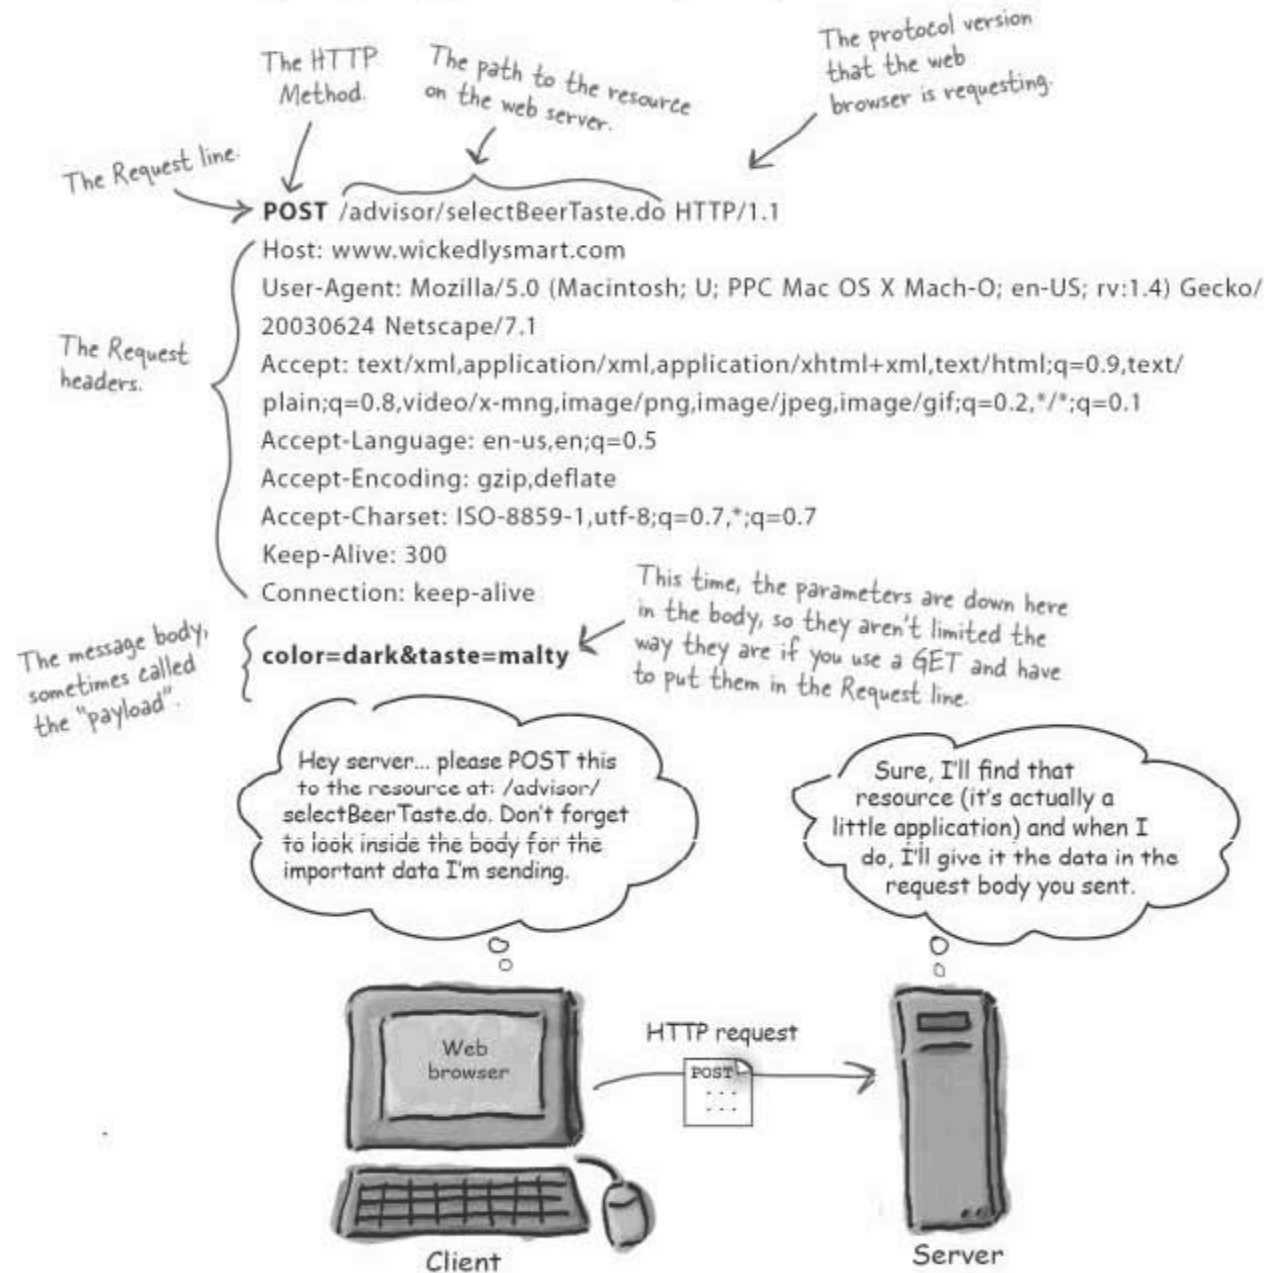 The HTTP
Method.
The path to the resource
on the web server.
The protocol version
that the web
browser is requesting.
The Request line.
POST /advisor/selectBeerTaste.do HTTP/1.1
Host: www.wickedlysmart.com
User-Agent: Mozilla/5.0 (Macintosh; U; PPC Mac OS X Mach-O; en-US; rv:1.4) Gecko/
20030624 Netscape/7.1
Accept: text/xml,application/xml,application/xhtml+xml,text/html;q=0.9,text/
plain;q=0.8,video/x-mng,image/png,image/jpeg,image/gif;q=0.2,*/*;q=0.1
Accept-Language: en-us,en;q=0.5
Accept-Encoding: gzip,deflate
Accept-Charset: ISO-8859-1,utf-8;q=0.7,*;q=0.7
Keep-Alive: 300
Connection: keep-alive
The Request
headers.
color=dark&taste=malty
The message body,
sometimes called
the "payload".
This time, the parameters are down here
in the body, so they aren't limited the
way they are if you use a GET and have
to put them in the Request line.
Hey server... please POST this
to the resource at: /advisor/
selectBeerTaste.do. Don't forget
to look inside the body for the
important data I'm sending.
Sure, I'll find that
resource (it's actually a
little application) and when I
do, I'll give it the data in the
request body you sent.
Web
browser
HTTP request
POST
. . .
. . .
Client
Server